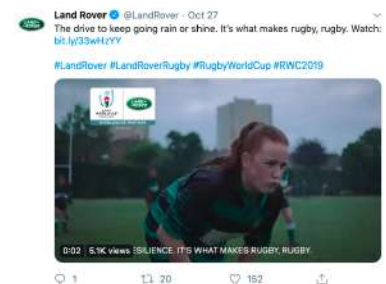 Land Rover @LandRover · Oct 27
The drive to keep going rain or shine. It's what makes rugby, rugby. Watch:
bit.ly/33wHzYY
#LandRover #LandRoverRugby #RugbyWorldCup #RWC2019
0:02 5.1K views ESILIENCE. IT'S WHAT MAKES RUGBY, RUGBY.
1 20 152